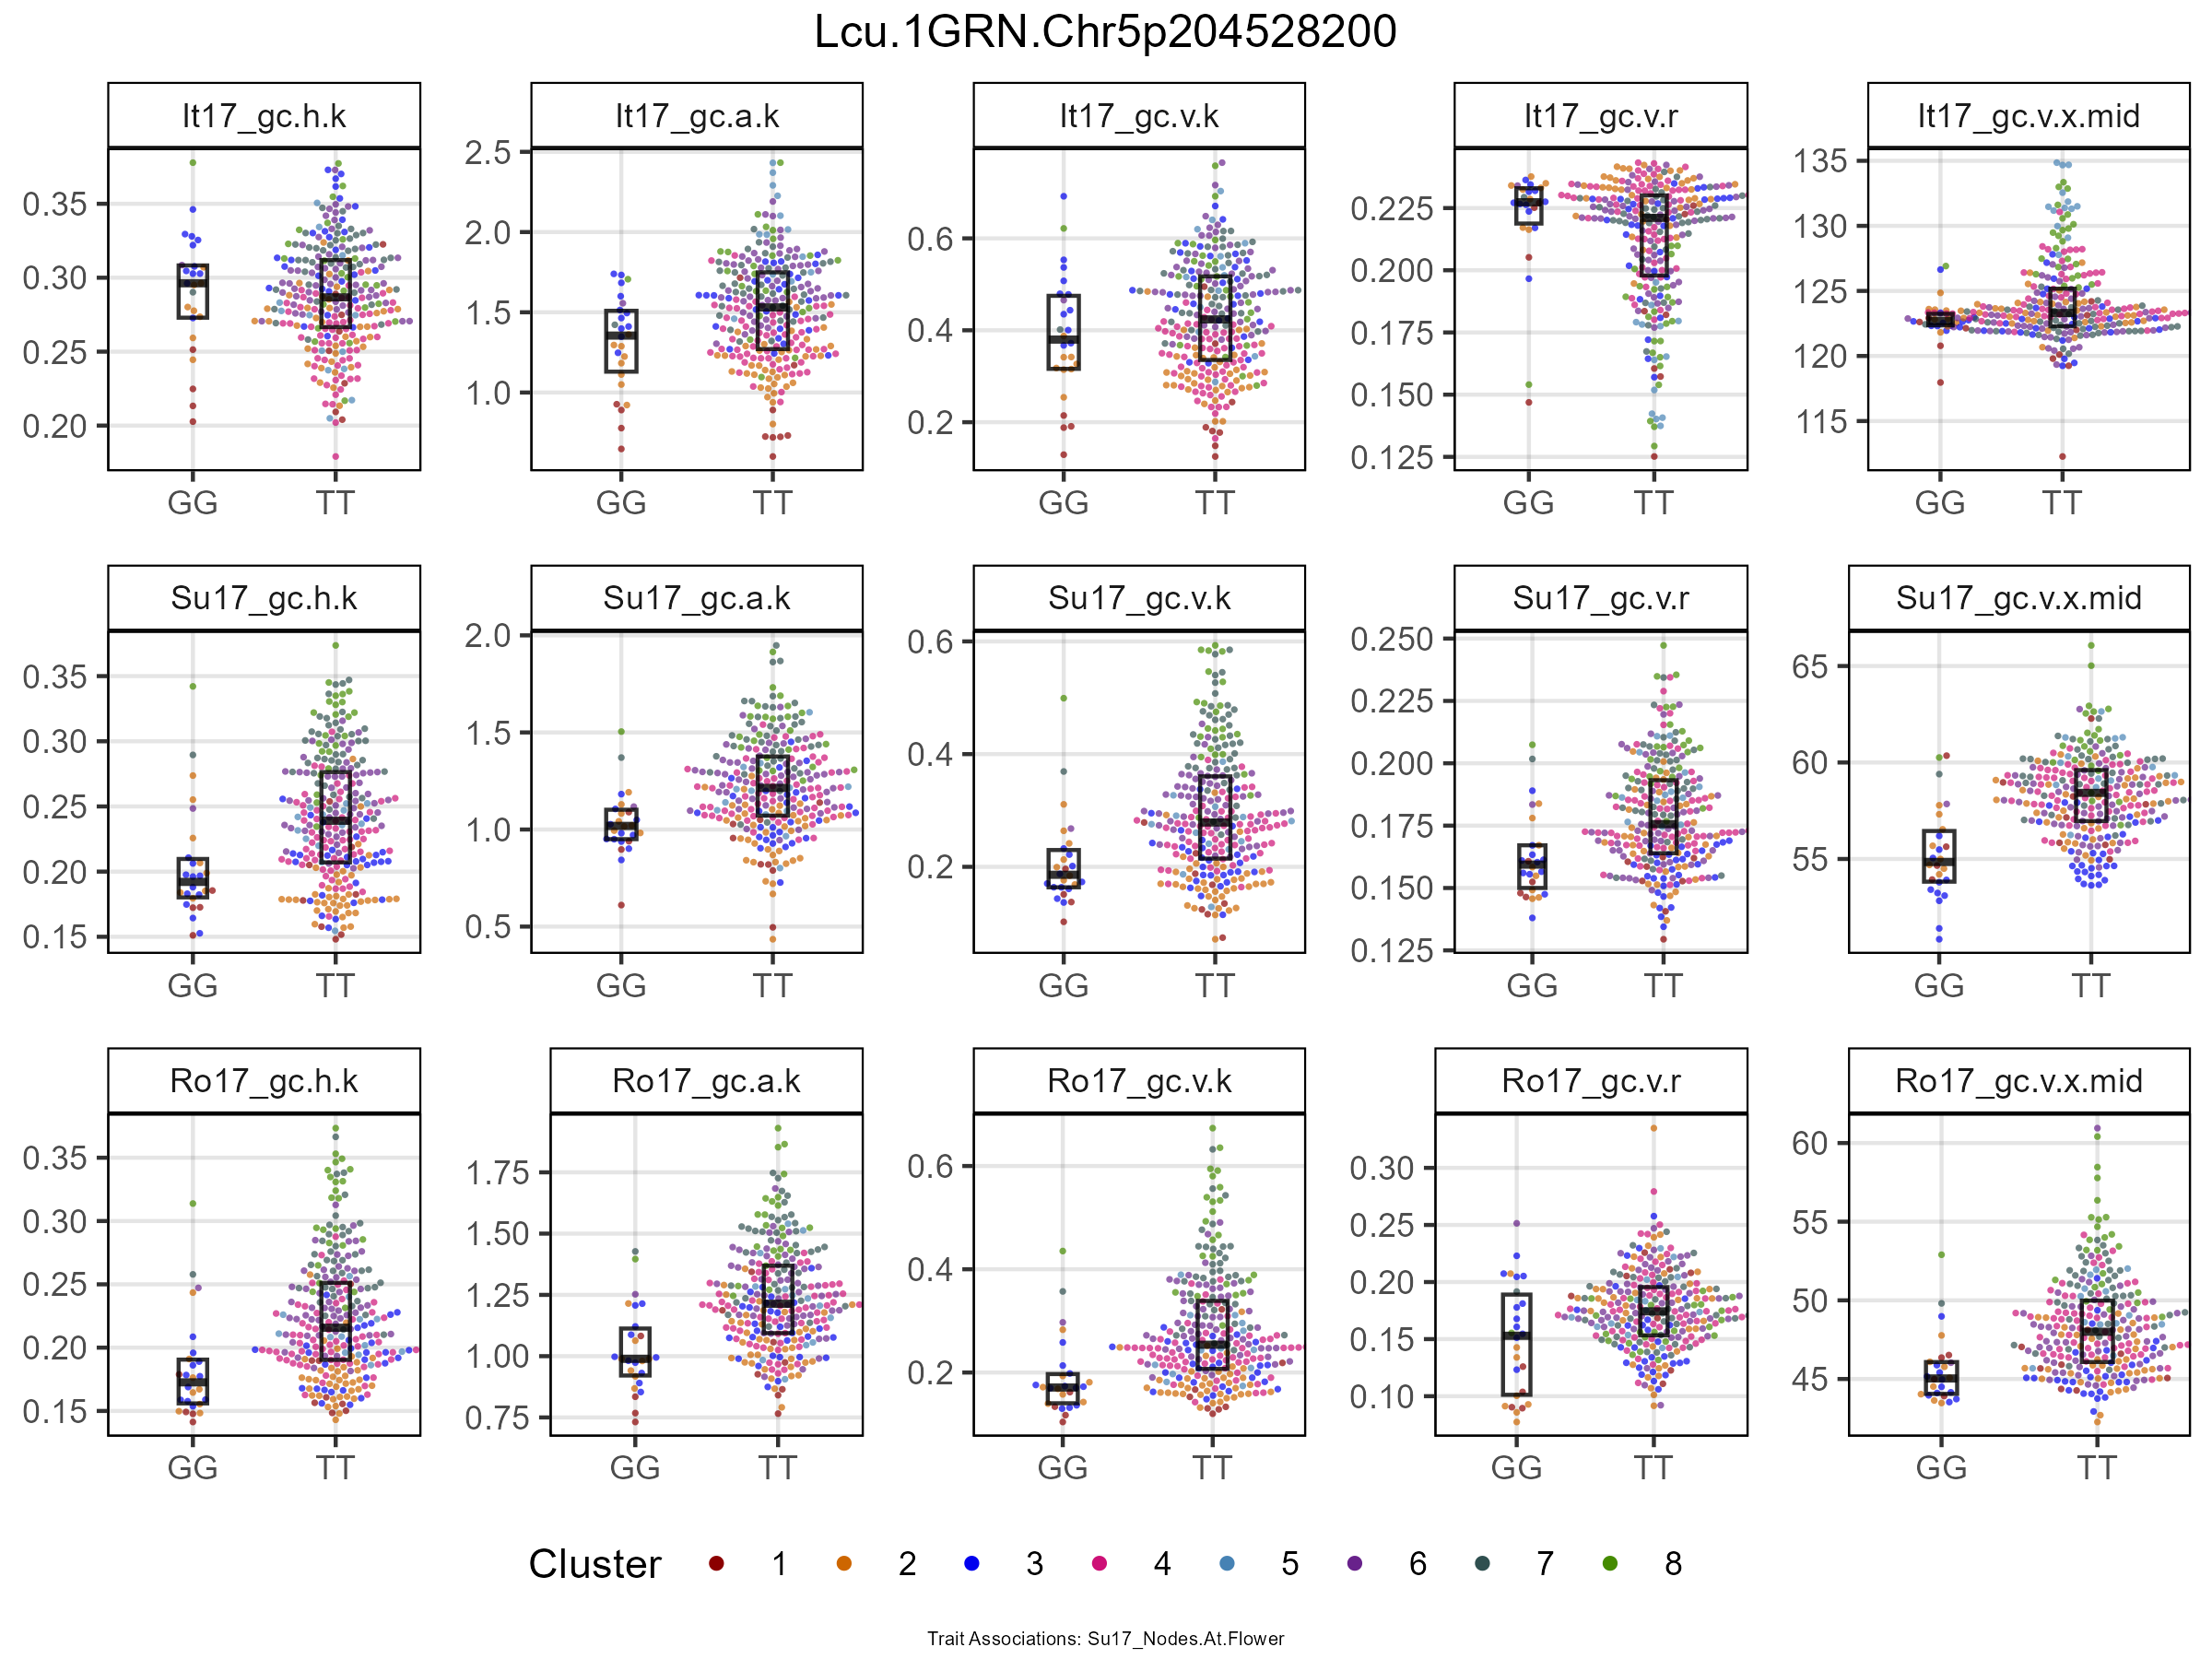 Lcu.1GRN.Chr5p204528200
It17_gc.h.k
It17_gc.a.k
It17_gc.v.k
It17_gc.v.r
It17_gc.v.x.mid
0.35
0.30
0.25
0.20
GG TT
2.5
2.0
1.5
1.0
GG TT
0.6
0.4
0.2
GG TT
0.225
0.200
0.175
0.150
0.125
GG TT
135
130
125
120
115
GG TT
Su17_gc.h.k
Su17_gc.a.k
Su17_gc.v.k
Su17_gc.v.r
Su17_gc.v.x.mid
0.35
0.30
0.25
0.20
0.15
GG TT
2.0
1.5
1.0
0.5
GG TT
0.6
0.4
0.2
GG TT
0.250
0.225
0.200
0.175
0.150
0.125
GG TT
65
60
55
GG TT
Ro17_gc.h.k
Ro17_gc.a.k
Ro17_gc.v.k
Ro17_gc.v.r
Ro17_gc.v.x.mid
0.35
0.30
0.25
0.20
0.15
GG TT
1.75
1.50
1.25
1.00
0.75
GG TT
0.6
0.4
0.2
GG TT
0.30
0.25
0.20
0.15
0.10
GG TT
60
55
50
45
GG TT
Cluster 1 2 3 4 5 6 7 8
Trait Associations: Su17_Nodes.At.Flower